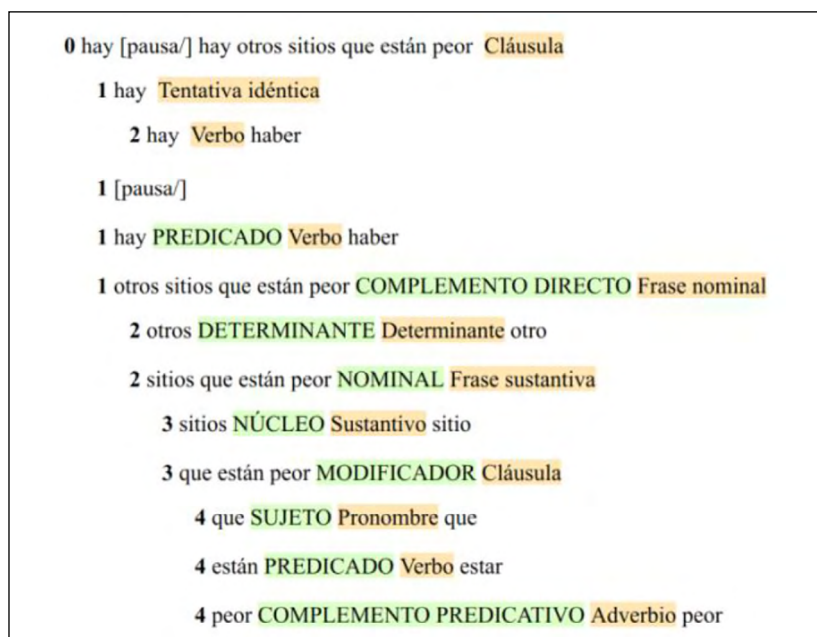 0 hay [pausa/] hay otros sitios que están peor Cláusula
1 hay Tentativa idéntica
2 hay Verbo haber
1 [pausa/]
1 hay PREDICADO Verbo haber
1 otros sitios que están peor COMPLEMENTO DIRECTO Frase nominal
2 otros DETERMINANTE Determinante otro
2 sitios que están peor NOMINAL Frase sustantiva
3 sitios NÚCLEO Sustantivo sitio
3 que están peor MODIFICADOR Cláusula
4 que SUJETO Pronombre que
4 están PREDICADO Verbo estar
4 peor COMPLEMENTO PREDICATIVO Adverbio peor